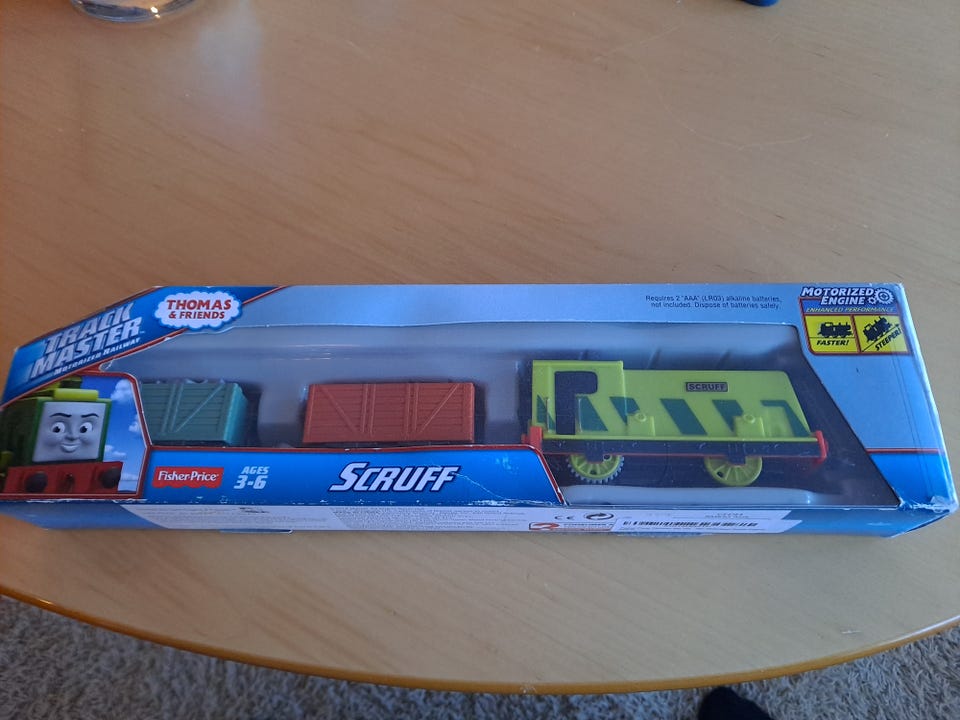 TRACK
MASTER
MOTORIZED RAILWAY
THOMAS
& FRIENDS
Requires 2 "AAA" (LR03) alkaline batteries,
not included. Dispose of batteries safely.
MOTORIZED
ENGINE
ENHANCED PERFORMANCE
FASTER!
STEEPER!
SCRUFF
Fisher-Price
AGES
3-6
SCRUFF
CE